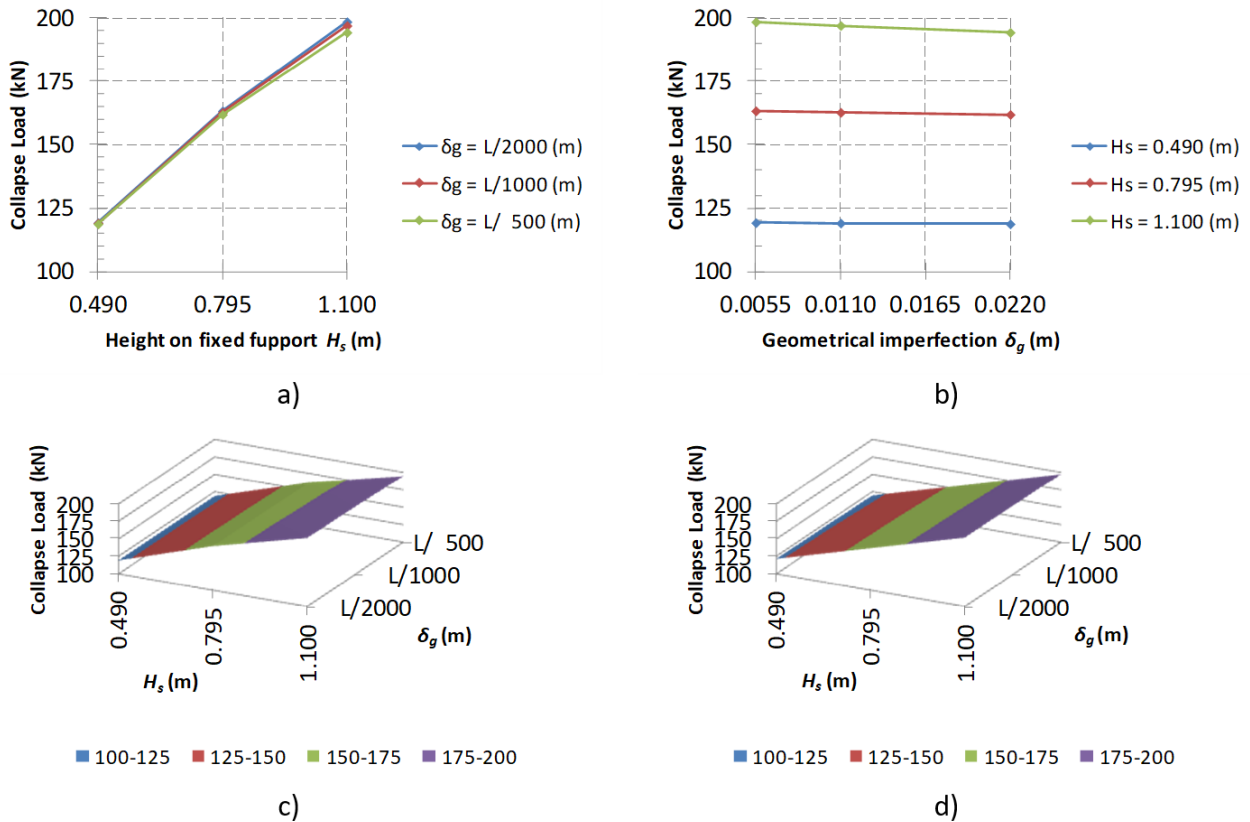 200
175
150
125
100
Collapse Load (kN)
0.490 0.795 1.100
Height on fixed fupport Hs (m)
δg = L/2000 (m)
δg = L/1000 (m)
δg = L/ 500 (m)
a)
200
175
150
125
100
Collapse Load (kN)
0.0055 0.0110 0.0165 0.0220
Geometrical imperfection δg (m)
Hs = 0.490 (m)
Hs = 0.795 (m)
Hs = 1.100 (m)
b)
Collapse Load (kN)
200
175
150
125
100
0.490
0.795
1.100
Hs (m)
L/ 500
L/1000
L/2000
δg (m)
100-125 125-150 150-175 175-200
c)
Collapse Load (kN)
200
175
150
125
100
0.490
0.795
1.100
Hs (m)
L/ 500
L/1000
L/2000
δg (m)
100-125 125-150 150-175 175-200
d)